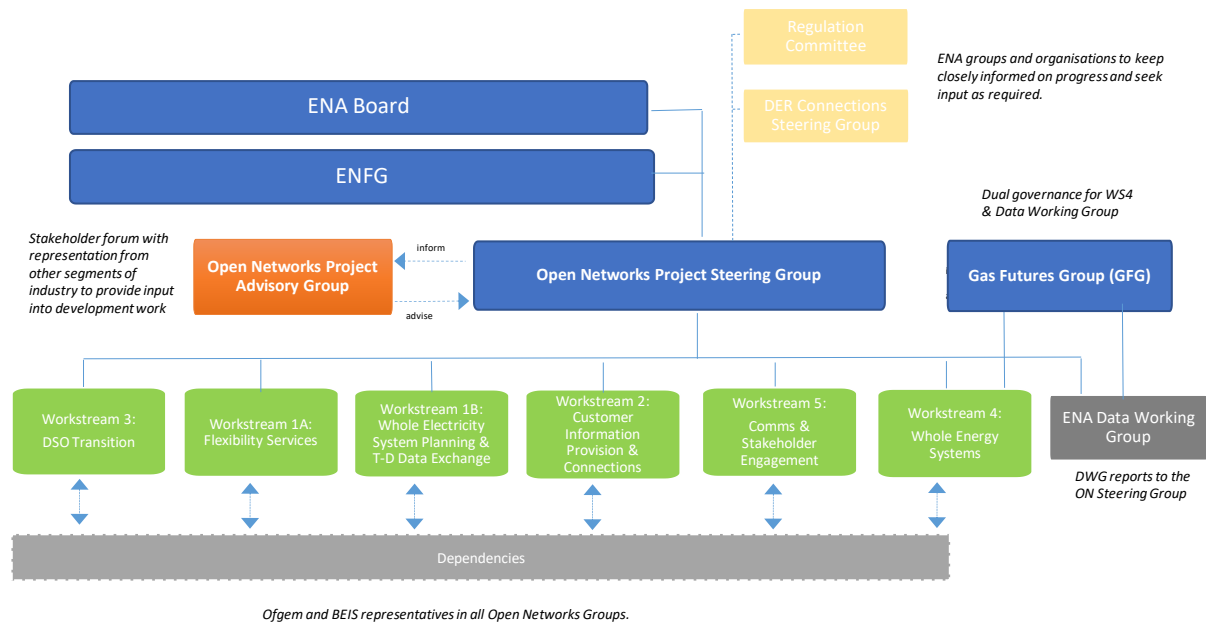 Regulation
Committee
ENA groups and organisations to keep
closely informed on progress and seek
input as required.
ENA Board
DER Connections
Steering Group
ENFG
Dual governance for WS4
& Data Working Group
Stakeholder forum with
representation from
other segments of
industry to provide input
into development work
Open Networks Project
Advisory Group
inform
advise
Open Networks Project Steering Group
Gas Futures Group (GFG)
Workstream 3:
DSO Transition
Workstream 1A:
Flexibility Services
Workstream 1B:
Whole Electricity
System Planning &
T-D Data Exchange
Workstream 2:
Customer
Information
Provision &
Connections
Workstream 5:
Comms &
Stakeholder
Engagement
Workstream 4:
Whole Energy
Systems
ENA Data Working
Group
DWG reports to the
ON Steering Group
Dependencies
Ofgem and BEIS representatives in all Open Networks Groups.